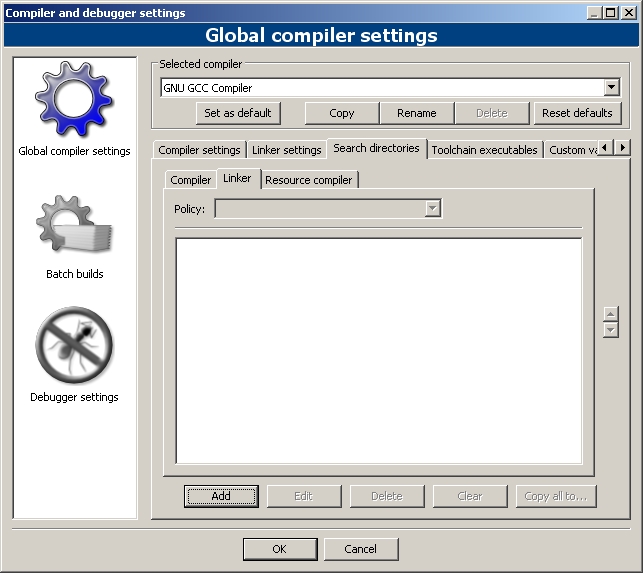 Compiler and debugger settings
Global compiler settings
Global compiler settings
Batch builds
Debugger settings
Selected compiler
GNU GCC Compiler
Set as default Copy Rename Delete Reset defaults
Compiler settings Linker settings Search directories Toolchain executables Custom va
Compiler Linker Resource compiler
Policy:
Add Edit Delete Clear Copy all to...
OK Cancel